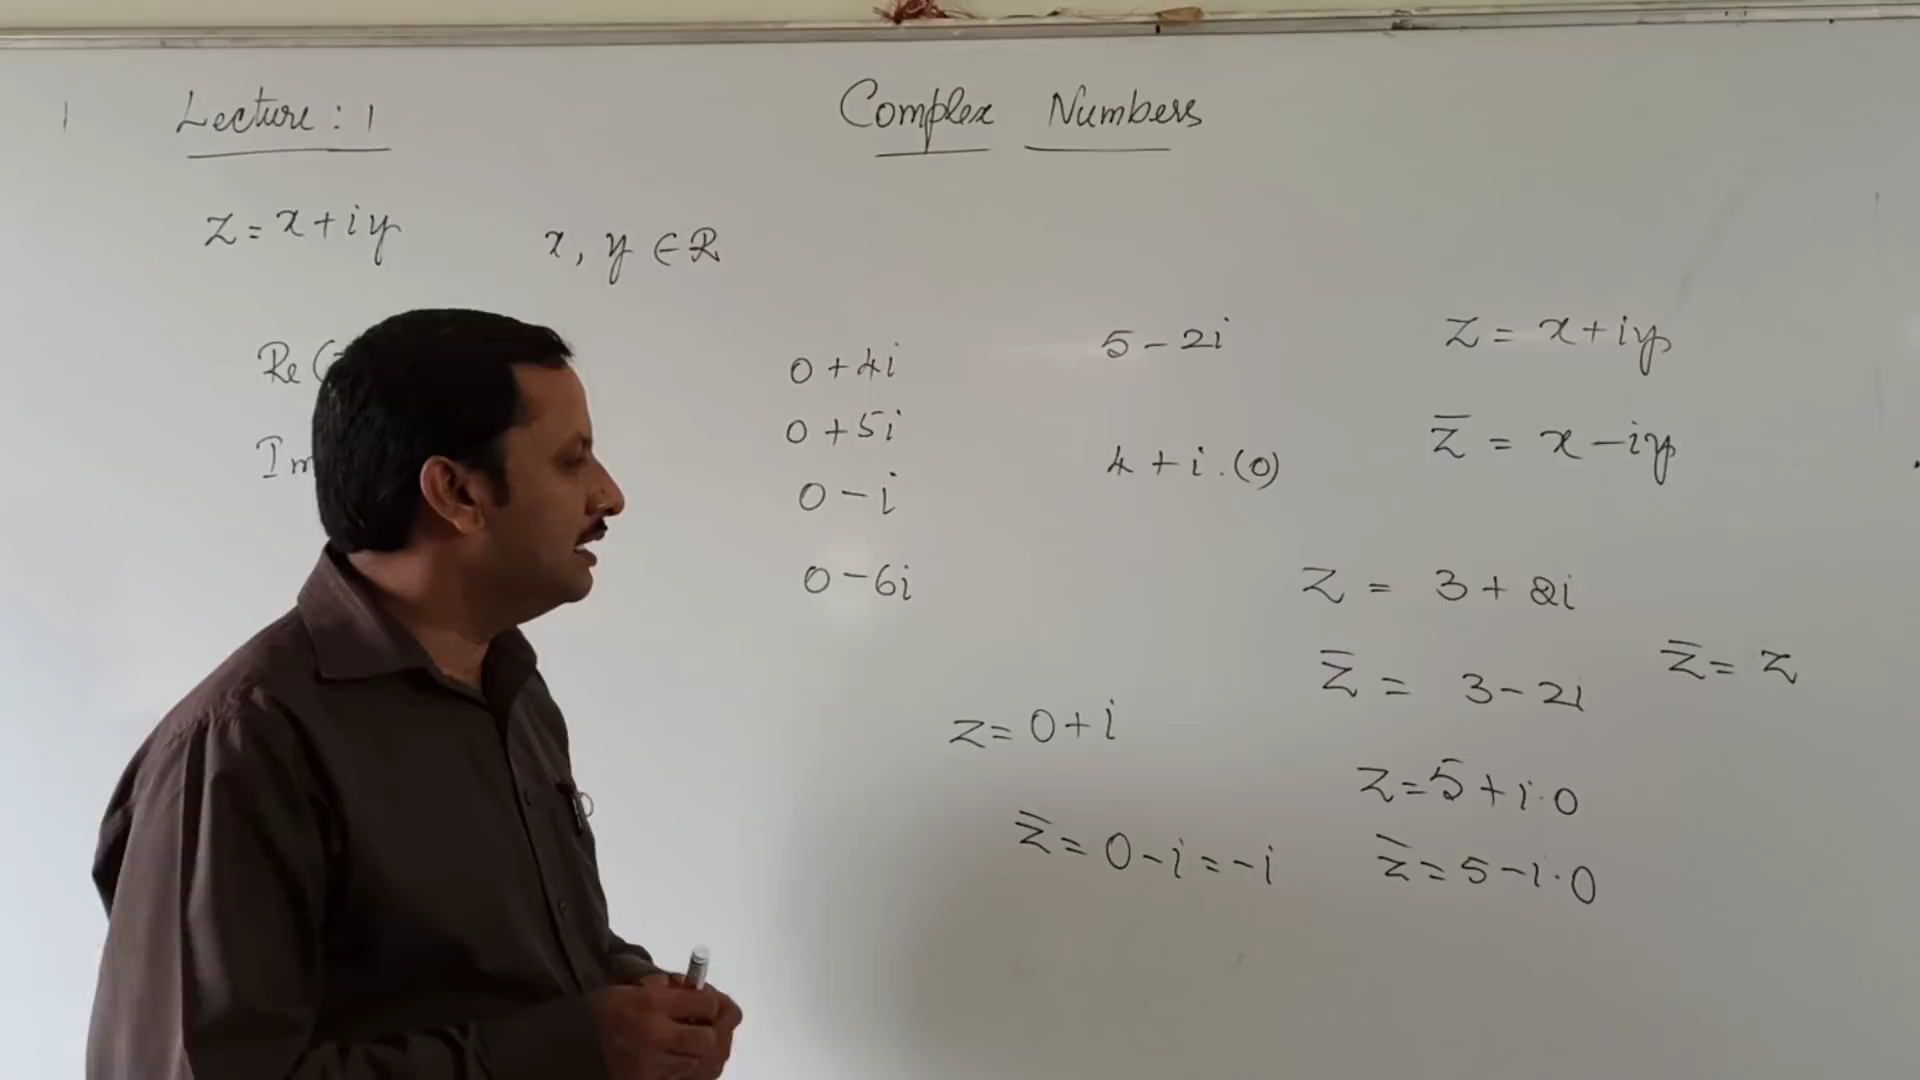 Lecture : 1
Complex Numbers
z = x + iy
x, y ∈ R
Re (
Im
0 + 4i
0 + 5i
0 - i
0 - 6i
5 - 2i
4 + i . (0)
z = x + iy
z̅ = x - iy
z = 3 + 2i
z̅ = 3 - 2i
z̅ = z
z = 0 + i
z̅ = 0 - i = - i
z = 5 + i . 0
z̅ = 5 - i . 0